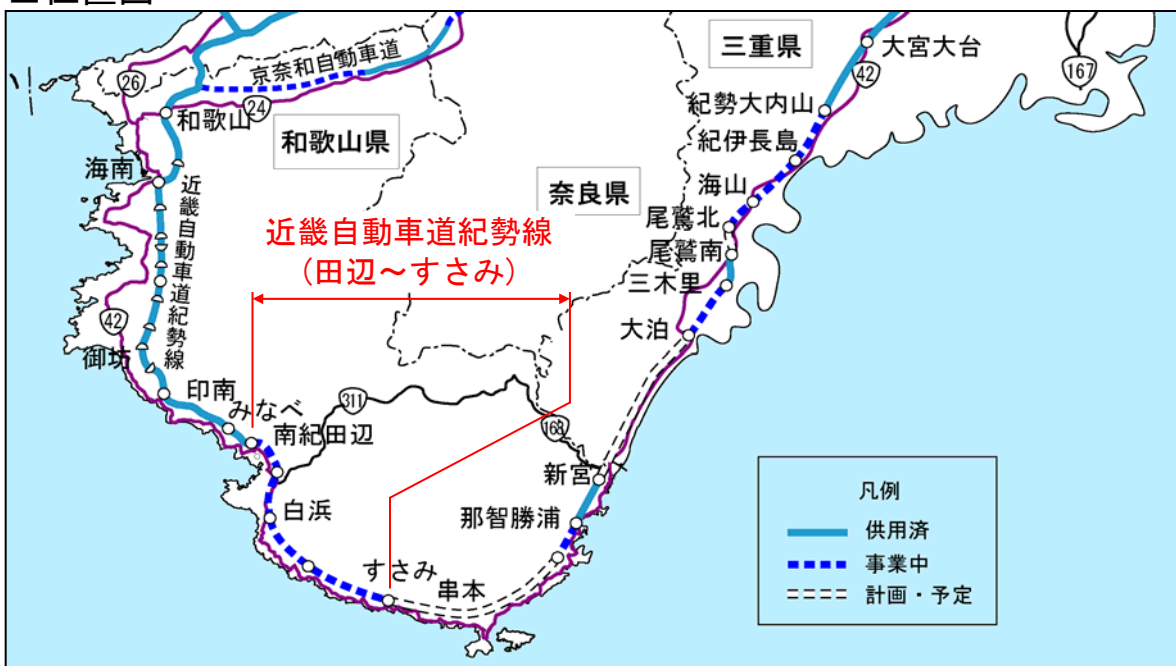 三重県
大宮大台
26
京奈和自動車道
42
167
24
和歌山
紀勢大内山
和歌山県
紀伊長島
海南
奈良県
海山
近畿自動車道紀勢線
尾鷲北
近畿自動車道紀勢線
尾鷲南
(田辺～すさみ)
三木里
42
大泊
御坊
印南
311
みなべ
南紀田辺
168
新宮
凡例
白浜
那智勝浦
供用済
すさみ
事業中
串本
計画・予定